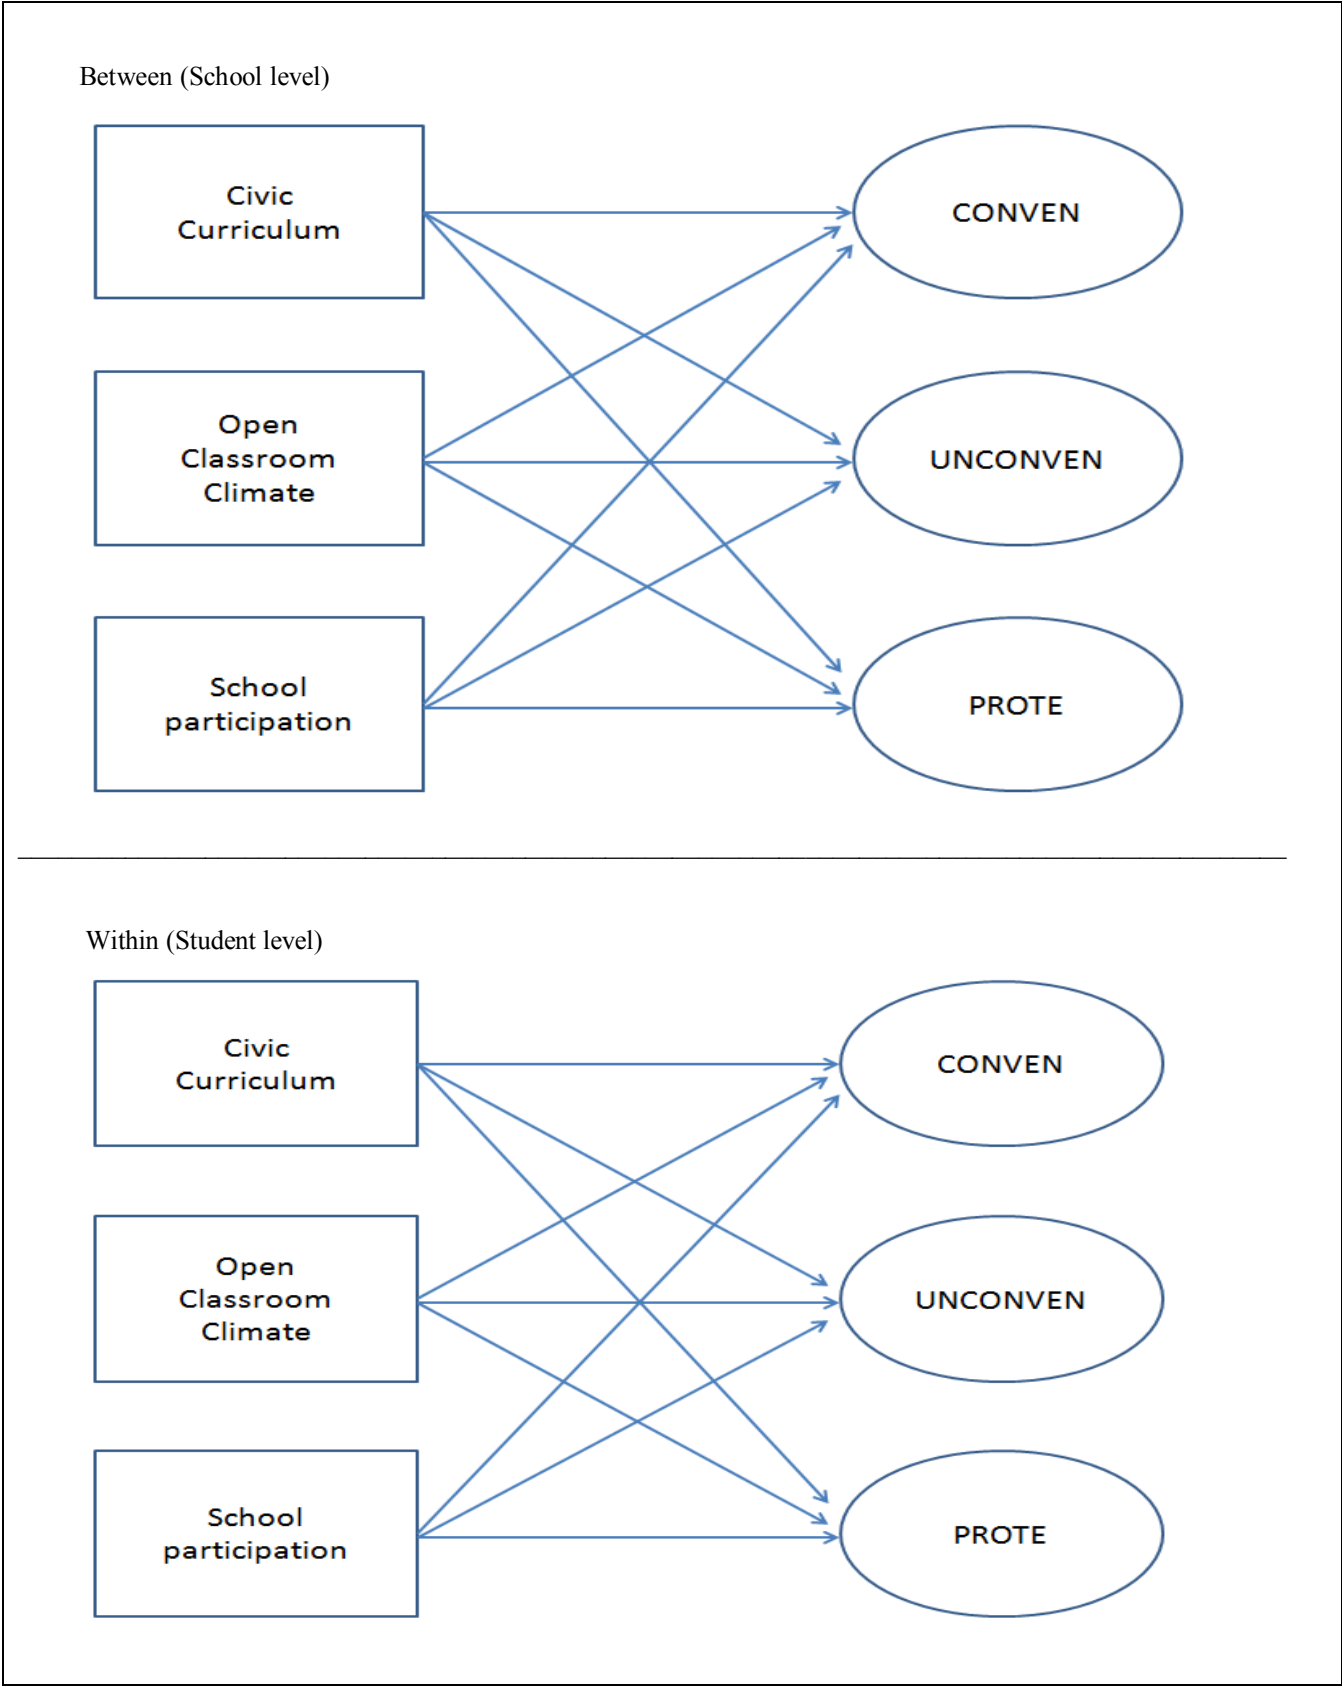 Between (School level)
Civic
Curriculum
CONVEN
Open
Classroom
Climate
UNCONVEN
School
participation
PROTE
Within (Student level)
Civic
Curriculum
CONVEN
Open
Classroom
Climate
UNCONVEN
School
participation
PROTE